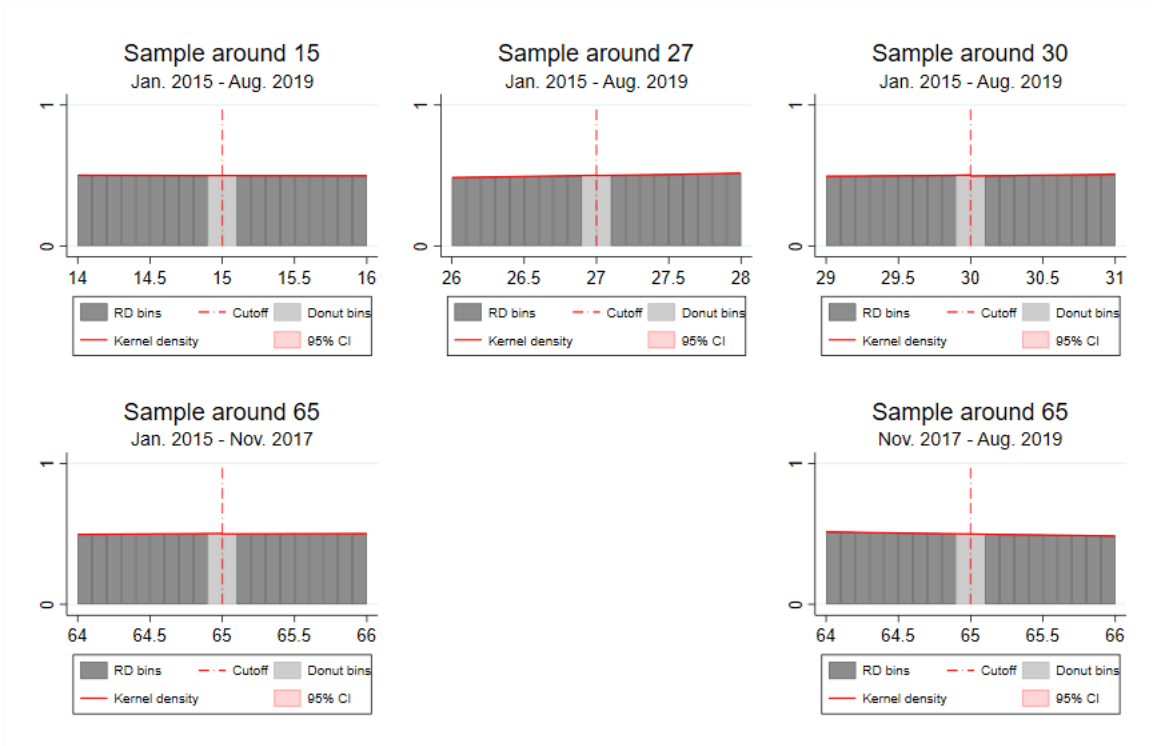 Sample around 15
Jan. 2015 - Aug. 2019
1
0
14 14.5 15 15.5 16
RD bins Cutoff Donut bins
Kernel density 95% CI
Sample around 27
Jan. 2015 - Aug. 2019
1
0
26 26.5 27 27.5 28
RD bins Cutoff Donut bins
Kernel density 95% CI
Sample around 30
Jan. 2015 - Aug. 2019
1
0
29 29.5 30 30.5 31
RD bins Cutoff Donut bins
Kernel density 95% CI
Sample around 65
Jan. 2015 - Nov. 2017
1
0
64 64.5 65 65.5 66
RD bins Cutoff Donut bins
Kernel density 95% CI
Sample around 65
Nov. 2017 - Aug. 2019
1
0
64 64.5 65 65.5 66
RD bins Cutoff Donut bins
Kernel density 95% CI